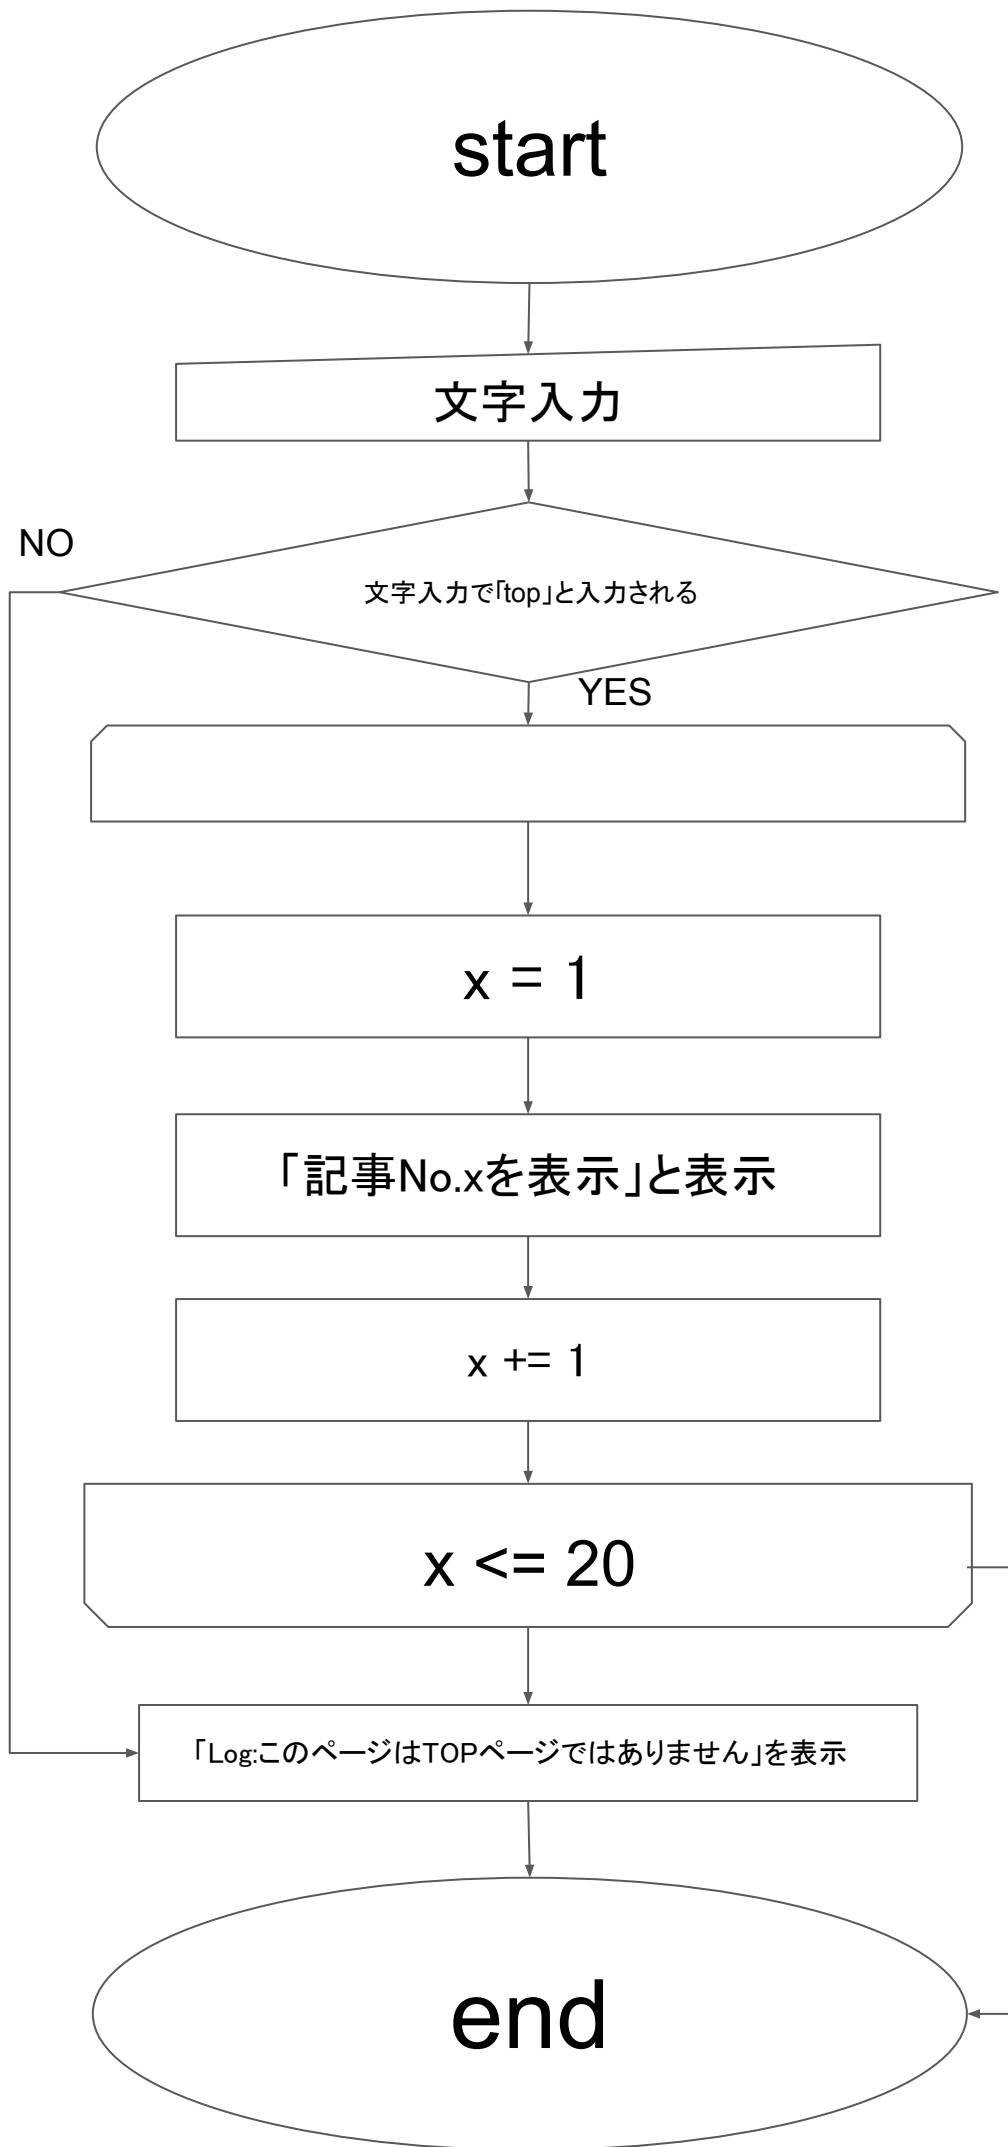 start
文字入力
NO
文字入力で「top」と入力される
YES
x = 1
「記事No.xを表示」と表示
x += 1
x <= 20
「Log:このページはTOPページではありません」を表示
end